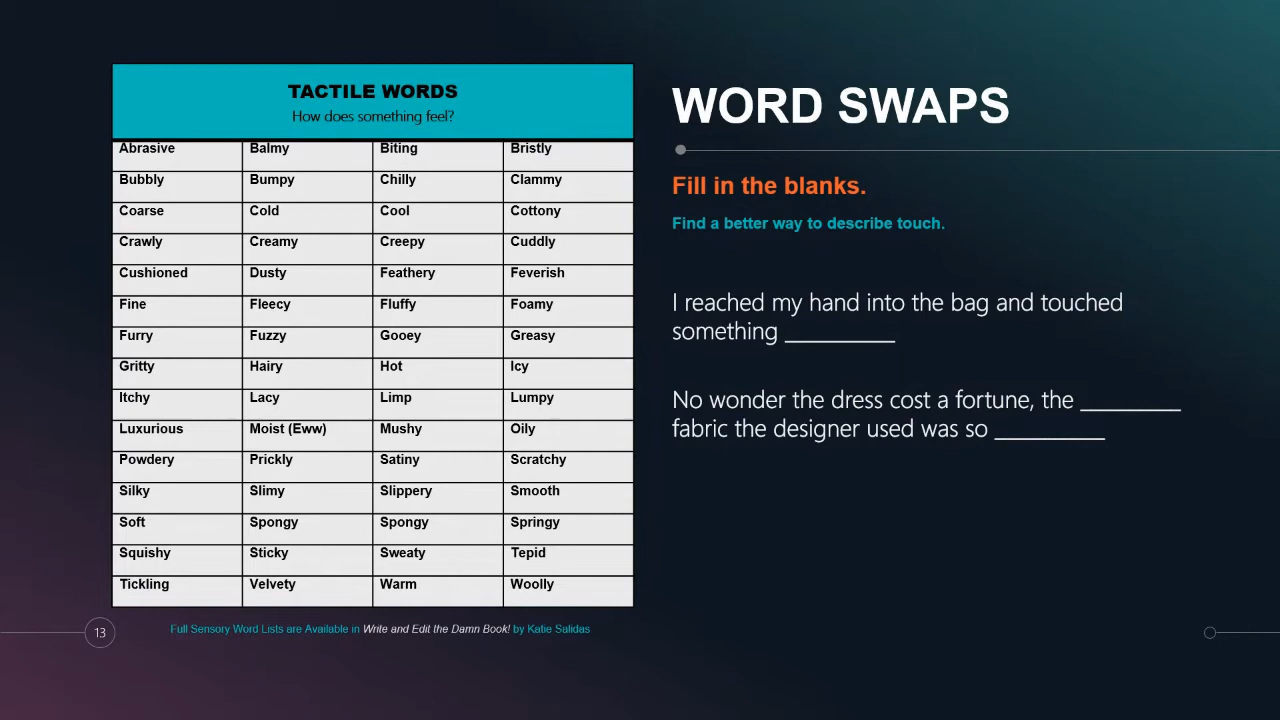 TACTILE WORDS
How does something feel?
Abrasive Balmy Biting Bristly
Bubbly Bumpy Chilly Clammy
Coarse Cold Cool Cottony
Crawly Creamy Creepy Cuddly
Cushioned Dusty Feathery Feverish
Fine Fleecy Fluffy Foamy
Furry Fuzzy Gooey Greasy
Gritty Hairy Hot Icy
Itchy Lacy Limp Lumpy
Luxurious Moist (Eww) Mushy Oily
Powdery Prickly Satiny Scratchy
Silky Slimy Slippery Smooth
Soft Spongy Spongy Springy
Squishy Sticky Sweaty Tepid
Tickling Velvety Warm Woolly
13
Full Sensory Word Lists are Available in Write and Edit the Damn Book! by Katie Salidas
WORD SWAPS
Fill in the blanks.
Find a better way to describe touch.
I reached my hand into the bag and touched
something __________
No wonder the dress cost a fortune, the _________
fabric the designer used was so __________